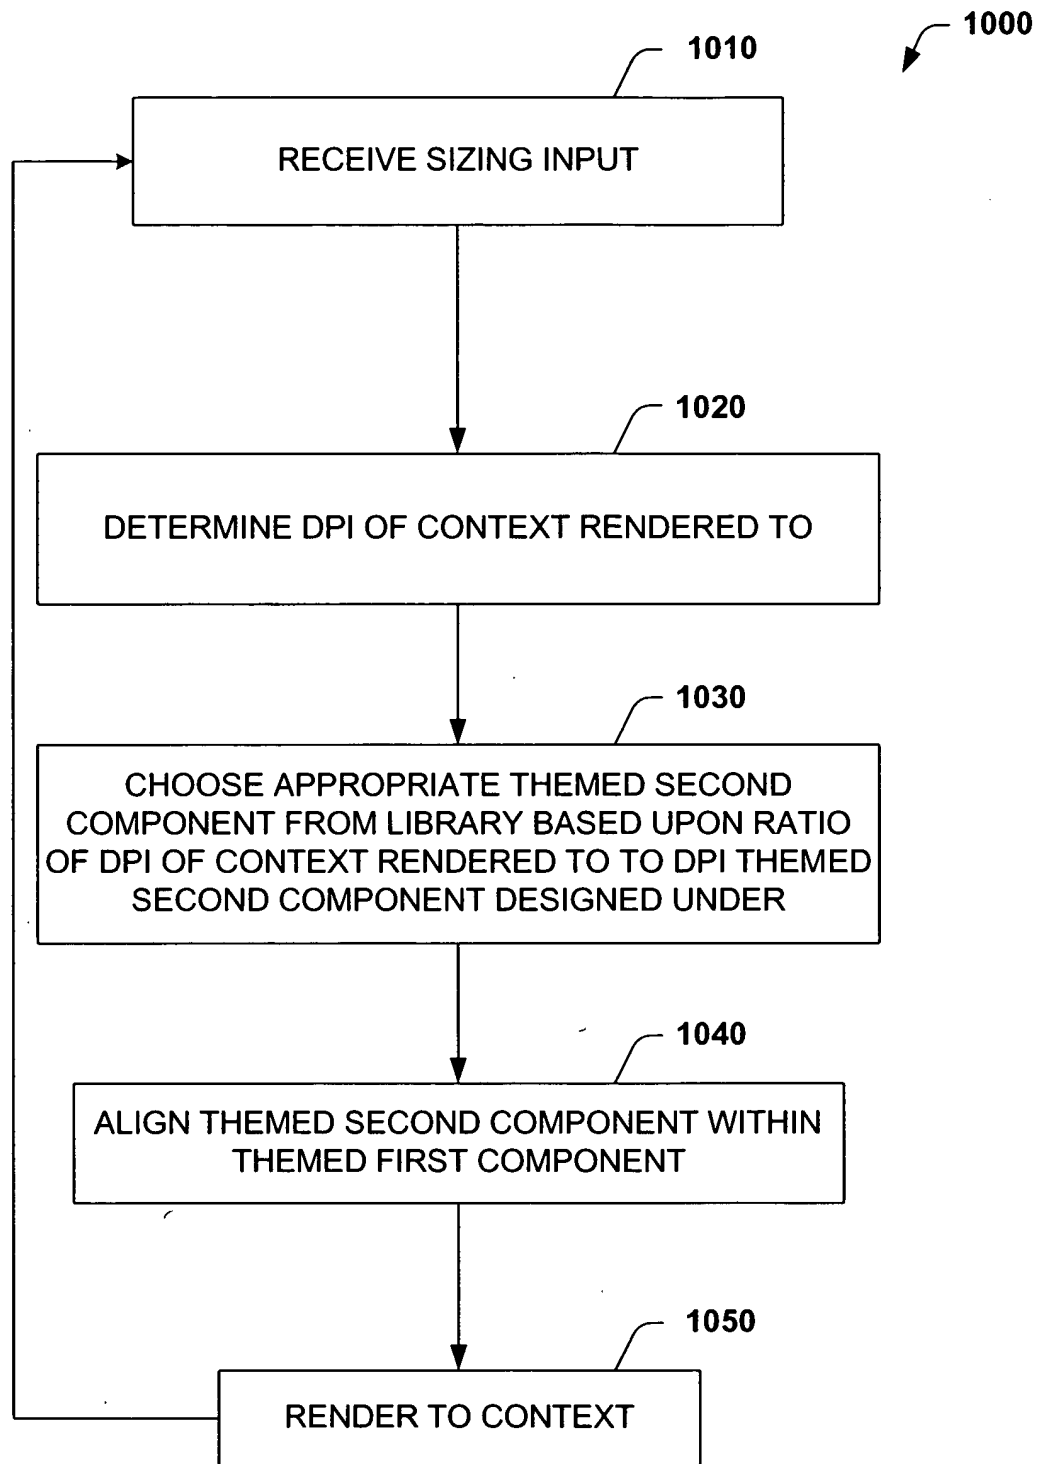 1000
1010
RECEIVE SIZING INPUT
1020
DETERMINE DPI OF CONTEXT RENDERED TO
1030
CHOOSE APPROPRIATE THEMED SECOND
COMPONENT FROM LIBRARY BASED UPON RATIO
OF DPI OF CONTEXT RENDERED TO TO DPI THEMED
SECOND COMPONENT DESIGNED UNDER
1040
ALIGN THEMED SECOND COMPONENT WITHIN
THEMED FIRST COMPONENT
1050
RENDER TO CONTEXT